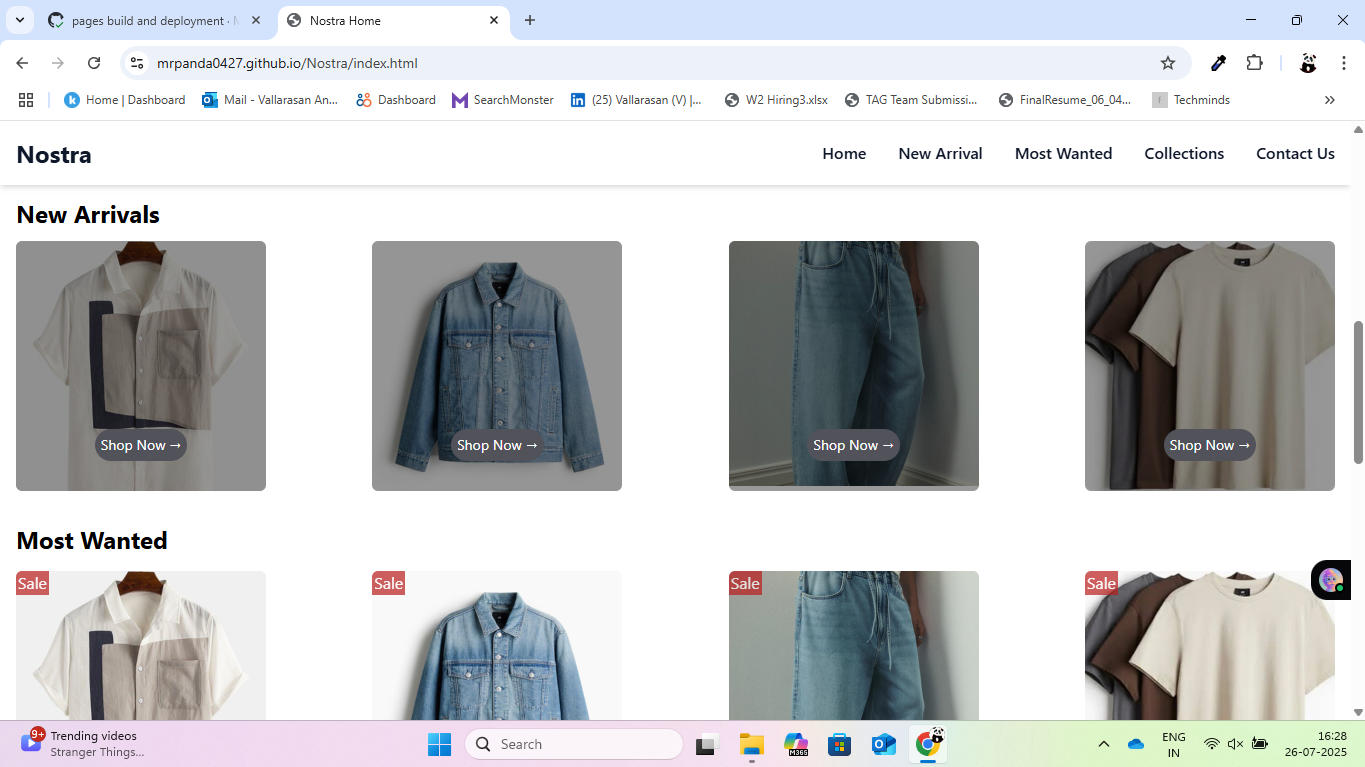 pages build and deployment · M
Nostra Home
mrpanda0427.github.io/Nostra/index.html
Home | Dashboard
Mail - Vallarasan An...
Dashboard
SearchMonster
(25) Vallarasan (V) |...
W2 Hiring3.xlsx
TAG Team Submissi...
FinalResume_06_04...
Techminds
Nostra
Home
New Arrival
Most Wanted
Collections
Contact Us
New Arrivals
Shop Now →
Shop Now →
Shop Now →
Shop Now →
Most Wanted
Sale
Sale
Sale
Sale
9+
Trending videos
Stranger Things...
Search
M365
ENG
IN
16:28
26-07-2025